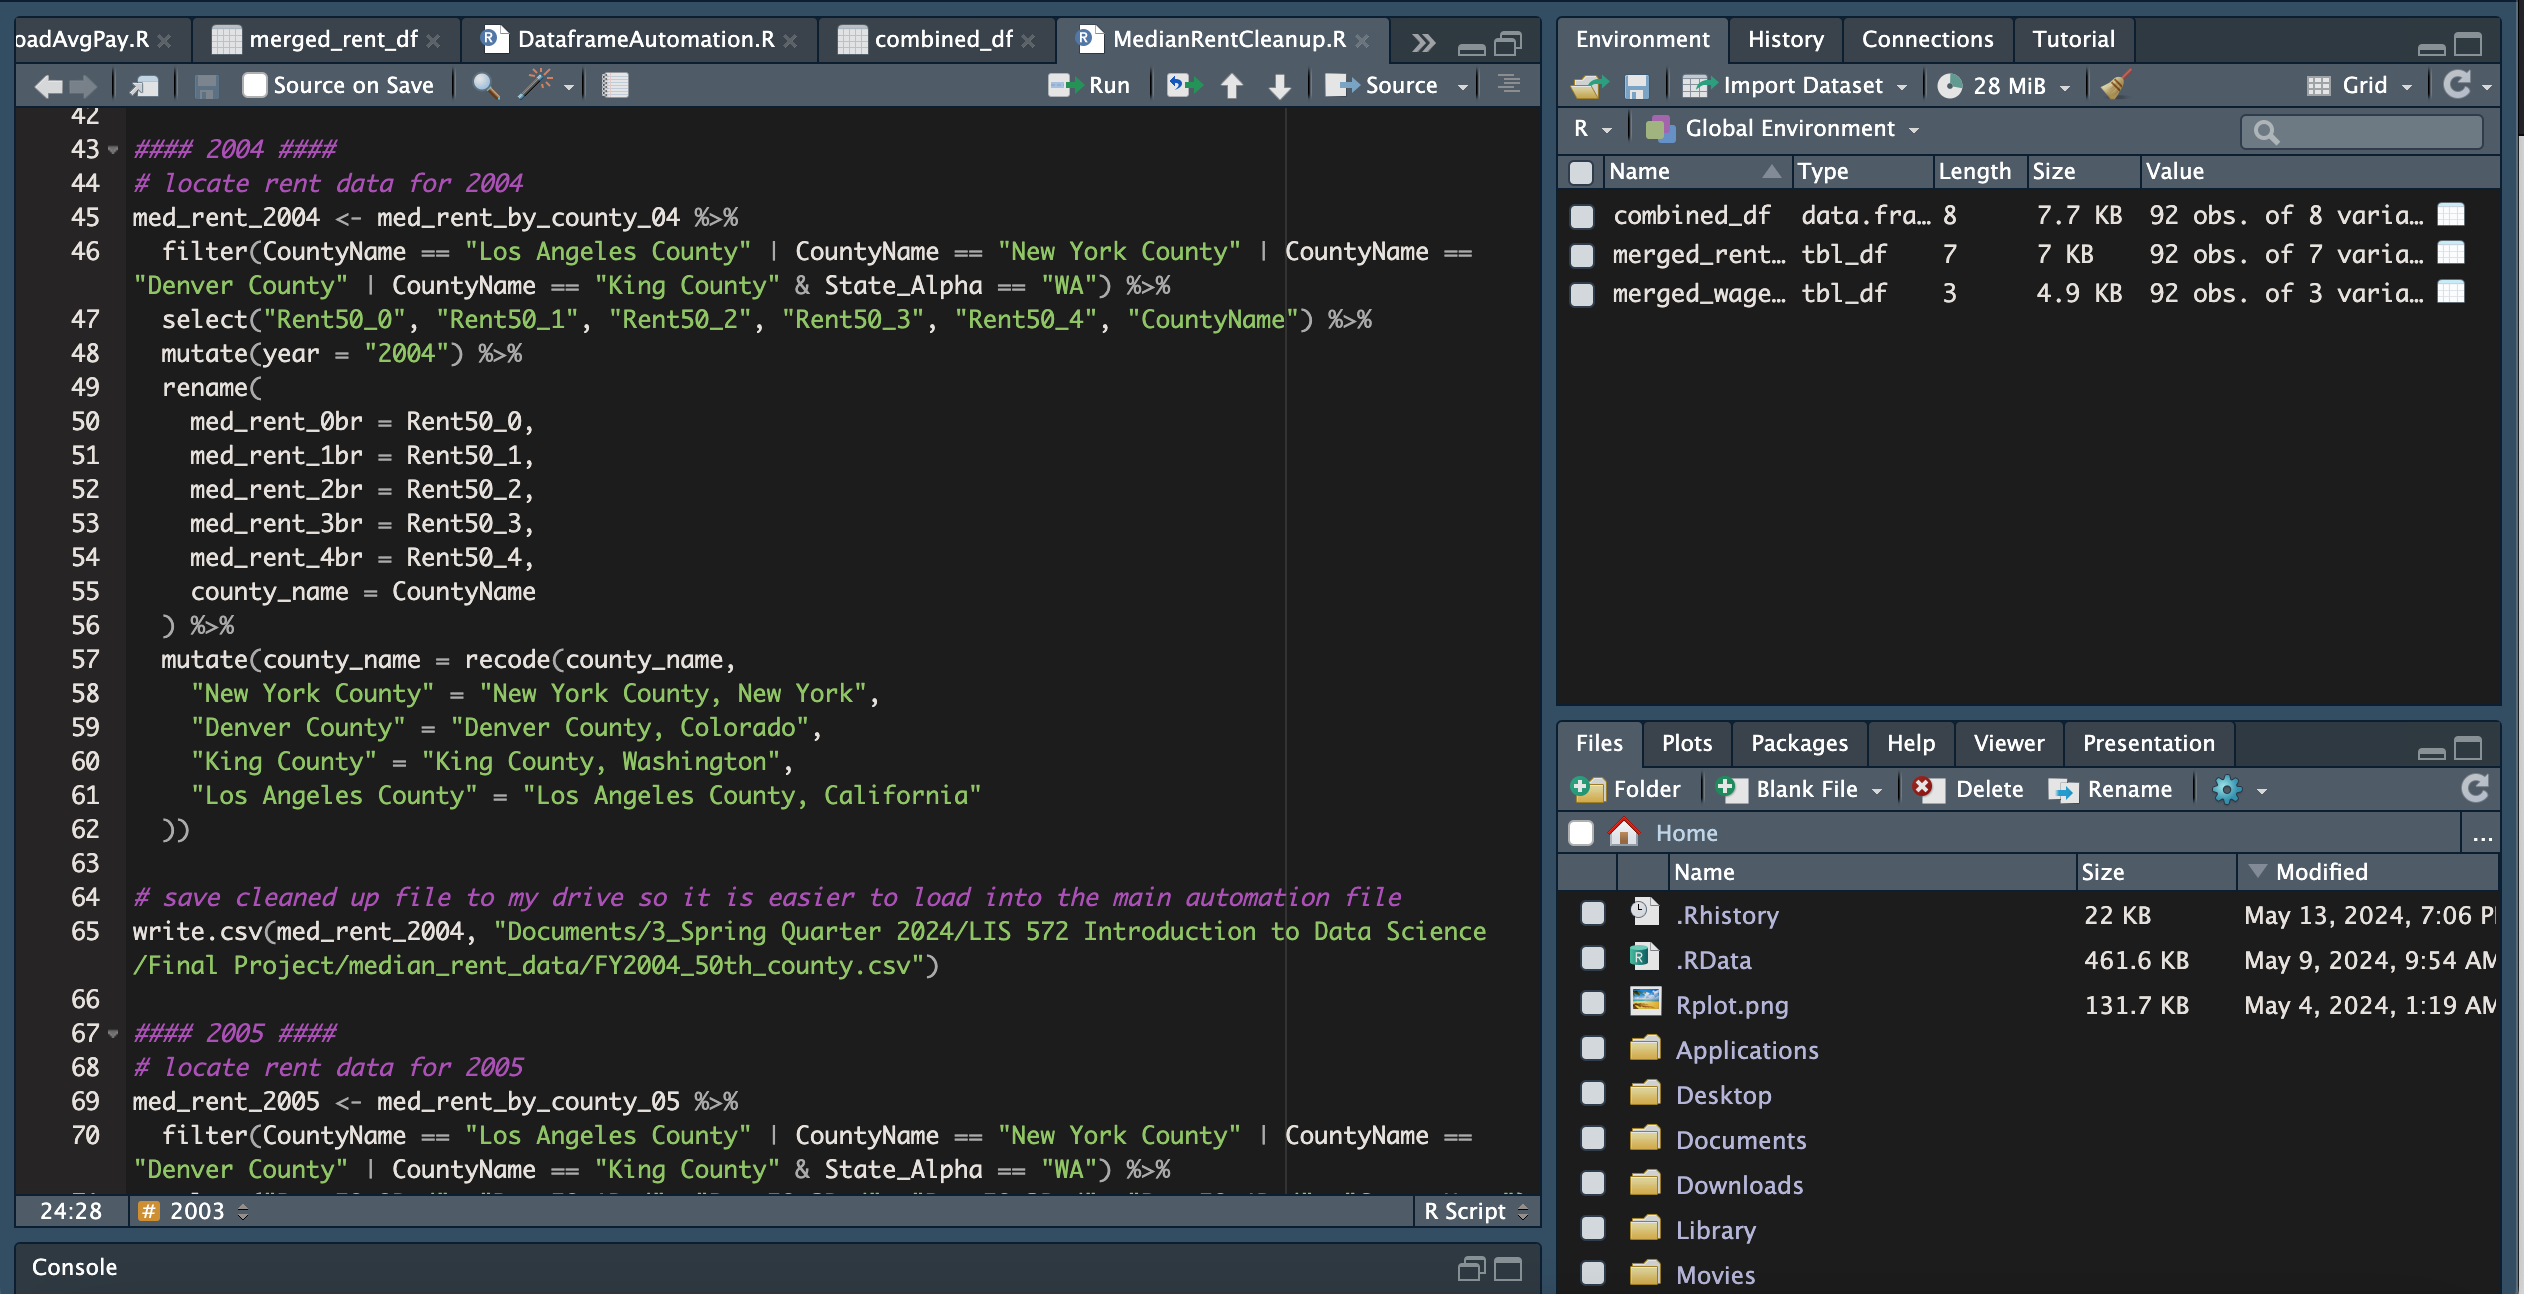 oadAvgPay.R
merged_rent_df
DataframeAutomation.R
combined_df
MedianRentCleanup.R
Source on Save
Run
Source
42
43 #### 2004 ####
44 # locate rent data for 2004
45 med_rent_2004 <- med_rent_by_county_04 %>%
46 filter(CountyName == "Los Angeles County" | CountyName == "New York County" | CountyName ==
"Denver County" | CountyName == "King County" & State_Alpha == "WA") %>%
47 select("Rent50_0", "Rent50_1", "Rent50_2", "Rent50_3", "Rent50_4", "CountyName") %>%
48 mutate(year = "2004") %>%
49 rename(
50 med_rent_0br = Rent50_0,
51 med_rent_1br = Rent50_1,
52 med_rent_2br = Rent50_2,
53 med_rent_3br = Rent50_3,
54 med_rent_4br = Rent50_4,
55 county_name = CountyName
56 ) %>%
57 mutate(county_name = recode(county_name,
58 "New York County" = "New York County, New York",
59 "Denver County" = "Denver County, Colorado",
60 "King County" = "King County, Washington",
61 "Los Angeles County" = "Los Angeles County, California"
62 ))
63
64 # save cleaned up file to my drive so it is easier to load into the main automation file
65 write.csv(med_rent_2004, "Documents/3_Spring Quarter 2024/LIS 572 Introduction to Data Science
/Final Project/median_rent_data/FY2004_50th_county.csv")
66
67 #### 2005 ####
68 # locate rent data for 2005
69 med_rent_2005 <- med_rent_by_county_05 %>%
70 filter(CountyName == "Los Angeles County" | CountyName == "New York County" | CountyName ==
"Denver County" | CountyName == "King County" & State_Alpha == "WA") %>%
24:28 # 2003 R Script
Console
Environment History Connections Tutorial
Import Dataset 28 MiB Grid
R Global Environment
Name Type Length Size Value
combined_df data.fra… 8 7.7 KB 92 obs. of 8 varia…
merged_rent… tbl_df 7 7 KB 92 obs. of 7 varia…
merged_wage… tbl_df 3 4.9 KB 92 obs. of 3 varia…
Files Plots Packages Help Viewer Presentation
Folder Blank File Delete Rename
Home ...
Name Size Modified
.Rhistory 22 KB May 13, 2024, 7:06 P
.RData 461.6 KB May 9, 2024, 9:54 AM
Rplot.png 131.7 KB May 4, 2024, 1:19 AM
Applications
Desktop
Documents
Downloads
Library
Movies